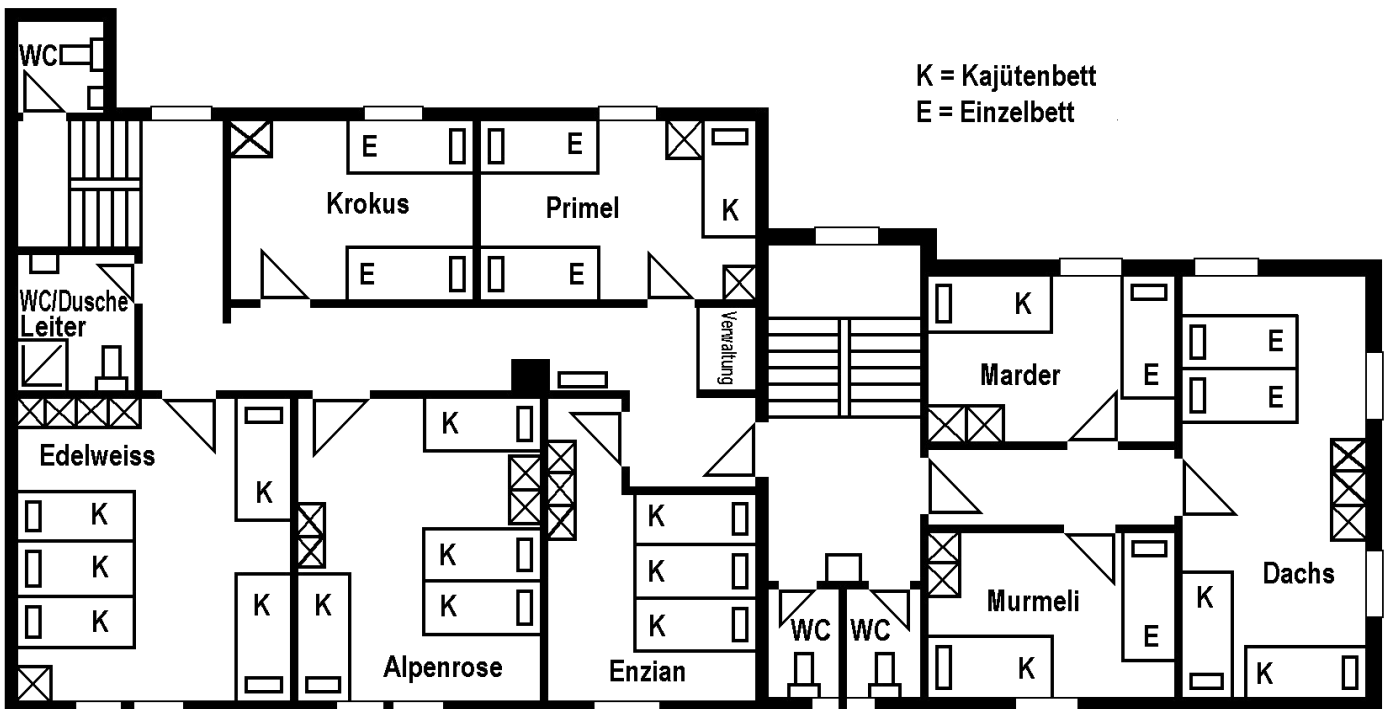 WC
K = Kajütenbett
E = Einzelbett
E
Krokus
E
E
Primel
E
K
WC/Dusche
Leiter
Verwaltung
K
Marder
E
E
E
Edelweiss
K
K
K
K
K
K
Alpenrose
K
K
K
K
Enzian
K
K
K
WC
WC
Murmeli
E
K
Dachs
K
K